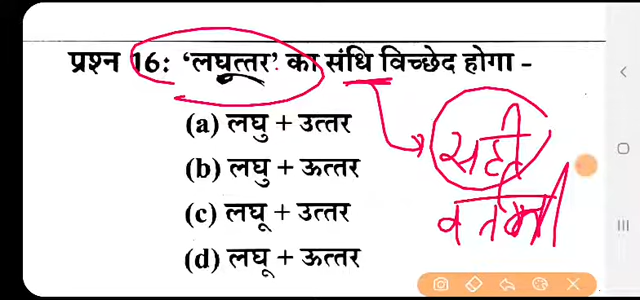 प्रश्न 16: 'लघूत्तर' का संधि विच्छेद होगा -
(a) लघु + उत्तर
(b) लघु + ऊत्तर
(c) लघू + उत्तर
(d) लघू + ऊत्तर
सही
वर्तनी